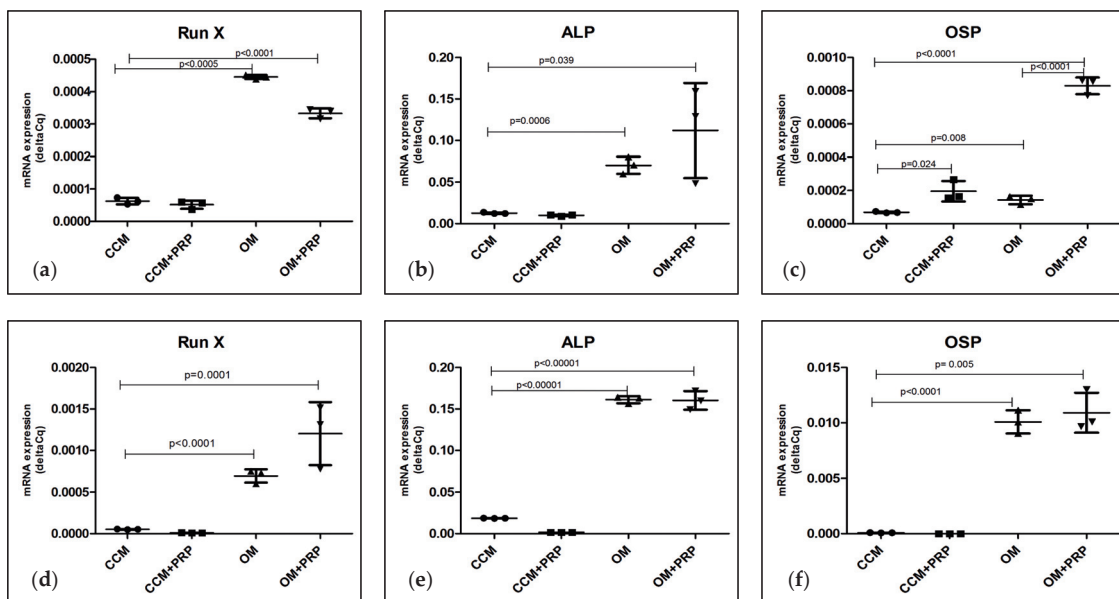 Run X
mRNA expression
(deltaCq)
0.0005
0.0004
0.0003
0.0001
0.0000
p<0.0001
p<0.0005
CCM
CCM+PRP
OM
OM+PRP
(a)
ALP
mRNA expression
(deltaCq)
0.20
0.15
0.10
0.05
0.00
p=0.039
p=0.0006
CCM
CCM+PRP
OM
OM+PRP
(b)
OSP
mRNA expression
(deltaCq)
0.0010
0.0008
0.0006
0.0004
0.0002
0.0000
p<0.0001
p<0.0001
p=0.008
p=0.024
CCM
CCM+PRP
OM
OM+PRP
(c)
Run X
mRNA expression
(deltaCq)
0.0020
0.0015
0.0010
0.0005
0.0000
p=0.0001
p<0.0001
CCM
CCM+PRP
OM
OM+PRP
(d)
ALP
mRNA expression
(deltaCq)
0.20
0.15
0.10
0.05
0.00
p<0.00001
p<0.00001
CCM
CCM+PRP
OM
OM+PRP
(e)
OSP
mRNA expression
(deltaCq)
0.015
0.010
0.005
0.000
p= 0.005
p<0.0001
CCM
CCM+PRP
OM
OM+PRP
(f)